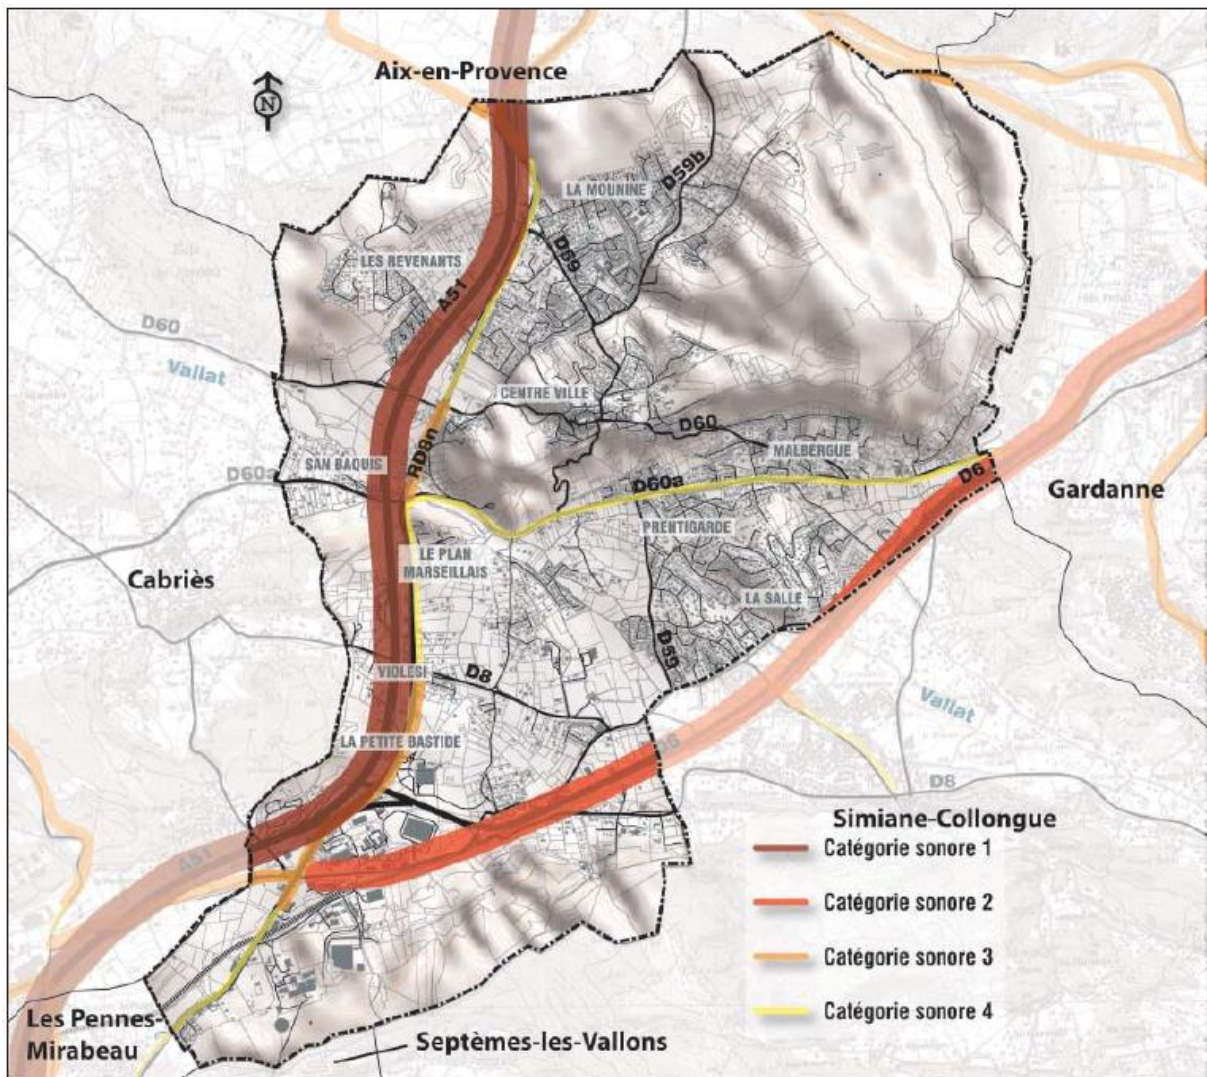 Aix-en-Provence
N
LA MOUNINE
D59b
D59
LES REVENANTS
A51
D60
Vallat
CENTRE VILLE
D60
MALBERGUE
RD8n
SAN BAQUIS
D60a
D60a
D6
Gardanne
PRENTIGARDE
LE PLAN
MARSEILLAIS
Cabriès
LA SALLE
D59
VIOLESI
D8
Vallat
LA PETITE BASTIDE
D6
D8
A51
Simiane-Collongue
Catégorie sonore 1
Catégorie sonore 2
Catégorie sonore 3
Catégorie sonore 4
Les Pennes-
Mirabeau
Septèmes-les-Vallons